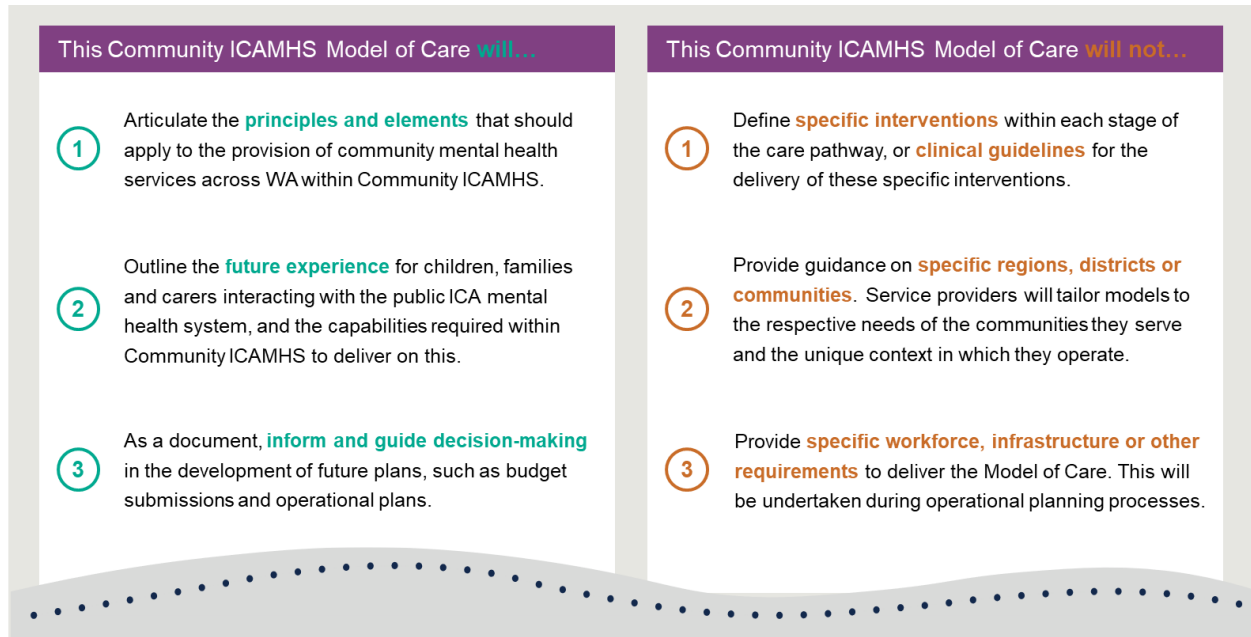 This Community ICAMHS Model of Care will...
1
Articulate the principles and elements that should
apply to the provision of community mental health
services across WA within Community ICAMHS.
2
Outline the future experience for children, families
and carers interacting with the public ICA mental
health system, and the capabilities required within
Community ICAMHS to deliver on this.
3
As a document, inform and guide decision-making
in the development of future plans, such as budget
submissions and operational plans.
This Community ICAMHS Model of Care will not...
1
Define specific interventions within each stage of
the care pathway, or clinical guidelines for the
delivery of these specific interventions.
2
Provide guidance on specific regions, districts or
communities. Service providers will tailor models to
the respective needs of the communities they serve
and the unique context in which they operate.
3
Provide specific workforce, infrastructure or other
requirements to deliver the Model of Care. This will
be undertaken during operational planning processes.